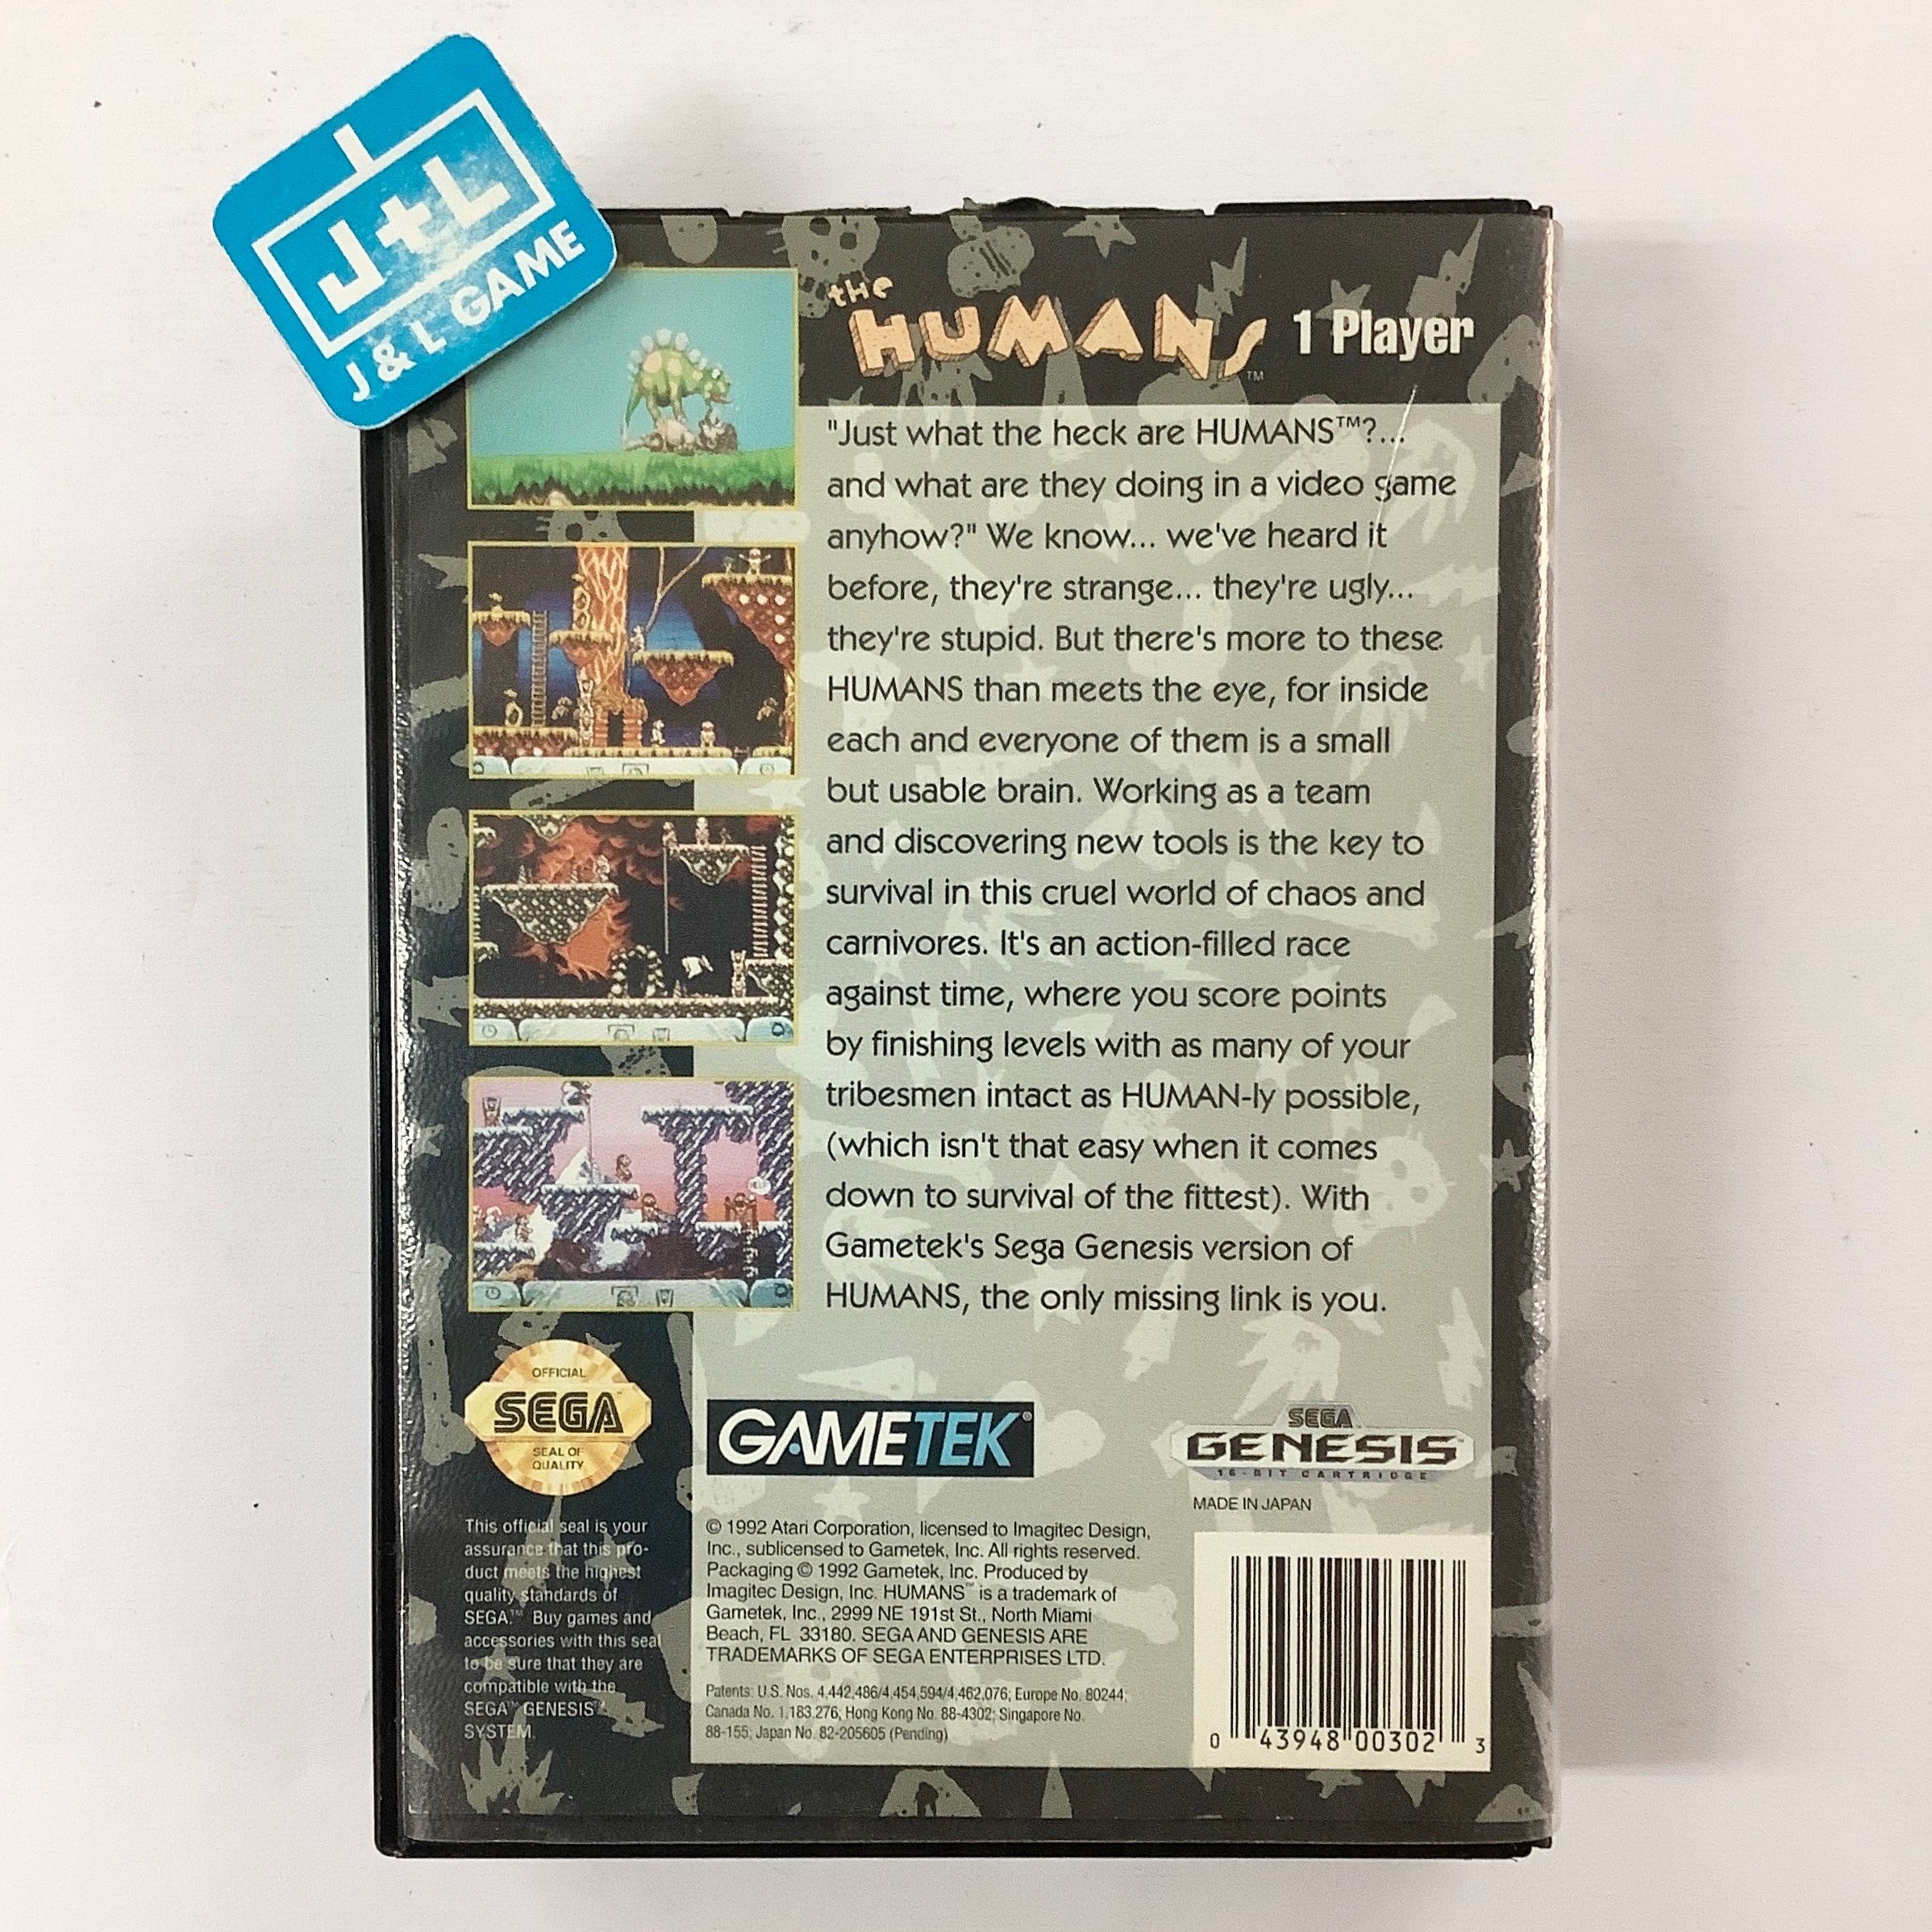 J+L
J & L GAME
the
HUMANS™
1 Player
"Just what the heck are HUMANS™?...
and what are they doing in a video game
anyhow?" We know... we've heard it
before, they're strange... they're ugly...
they're stupid. But there's more to these
HUMANS than meets the eye, for inside
each and everyone of them is a small
but usable brain. Working as a team
and discovering new tools is the key to
survival in this cruel world of chaos and
carnivores. It's an action-filled race
against time, where you score points
by finishing levels with as many of your
tribesmen intact as HUMAN-ly possible,
(which isn't that easy when it comes
down to survival of the fittest). With
Gametek's Sega Genesis version of
HUMANS, the only missing link is you.
OFFICIAL
SEGA™
SEAL OF
QUALITY
This official seal is your
assurance that this pro-
duct meets the highest
quality standards of
SEGA.™ Buy games and
accessories with this seal
to be sure that they are
compatible with the
SEGA™ GENESIS™
SYSTEM.
GAMETEK®
SEGA
GENESIS™
16-BIT CARTRIDGE
MADE IN JAPAN
© 1992 Atari Corporation, licensed to Imagitec Design,
Inc., sublicensed to Gametek, Inc. All rights reserved.
Packaging © 1992 Gametek, Inc. Produced by
Imagitec Design, Inc. HUMANS™ is a trademark of
Gametek, Inc., 2999 NE 191st St., North Miami
Beach, FL 33180. SEGA AND GENESIS ARE
TRADEMARKS OF SEGA ENTERPRISES LTD.
Patents: U.S. Nos. 4,442,486/4,454,594/4,462,076; Europe No. 80244;
Canada No. 1,183,276; Hong Kong No. 88-4302; Singapore No.
88-155; Japan No. 82-205605 (Pending)
0 43948 00302 3